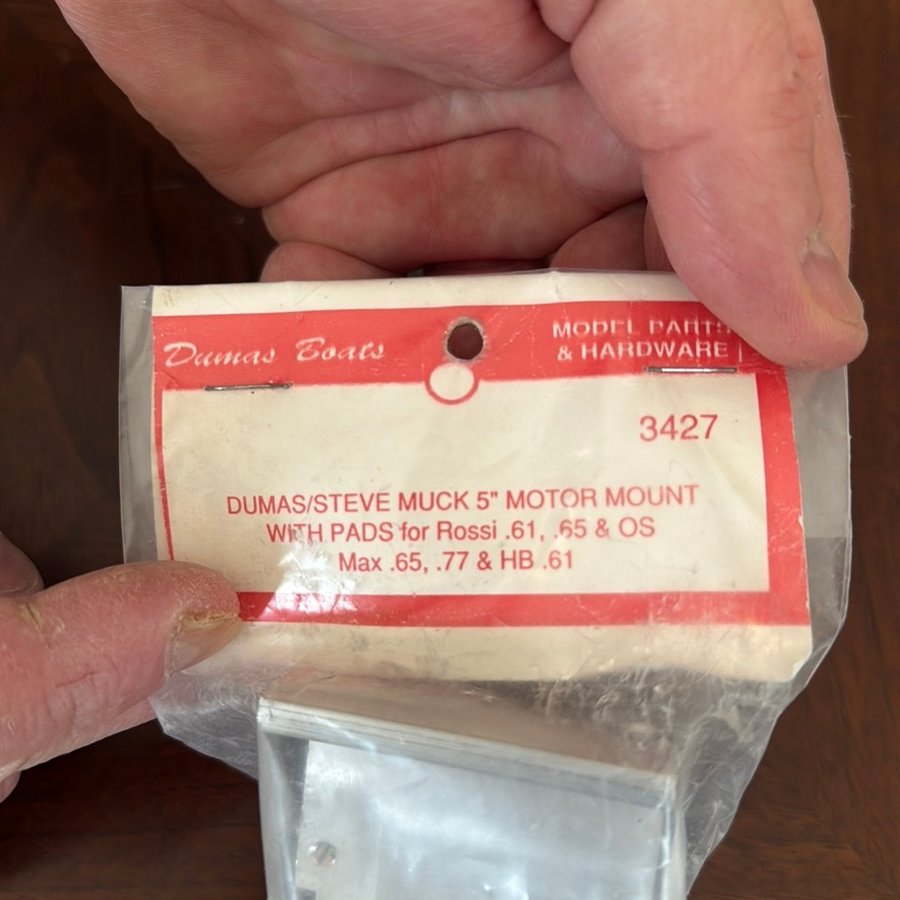 Dumas Boats
MODEL PARTS
& HARDWARE
3427
DUMAS/STEVE MUCK 5" MOTOR MOUNT
WITH PADS for Rossi .61, .65 & OS
Max .65, .77 & HB .61